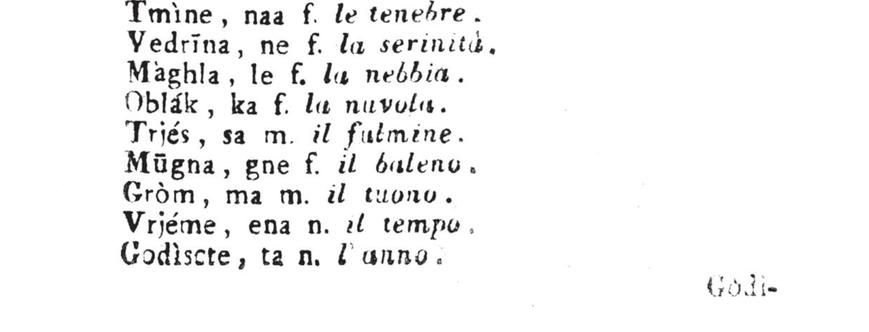 Tmìne, naa f. le tenebre.
Vedrīna, ne f. la serinità.
Màghla, le f. la nebbia.
Oblák, ka f. la nuvola.
Trjés, sa m. il fulmine.
Mūgna, gne f. il baleno.
Gròm, ma m. il tuono.
Vrjéme, ena n. il tempo.
Godìscte, ta n. l'anno.
Godi-